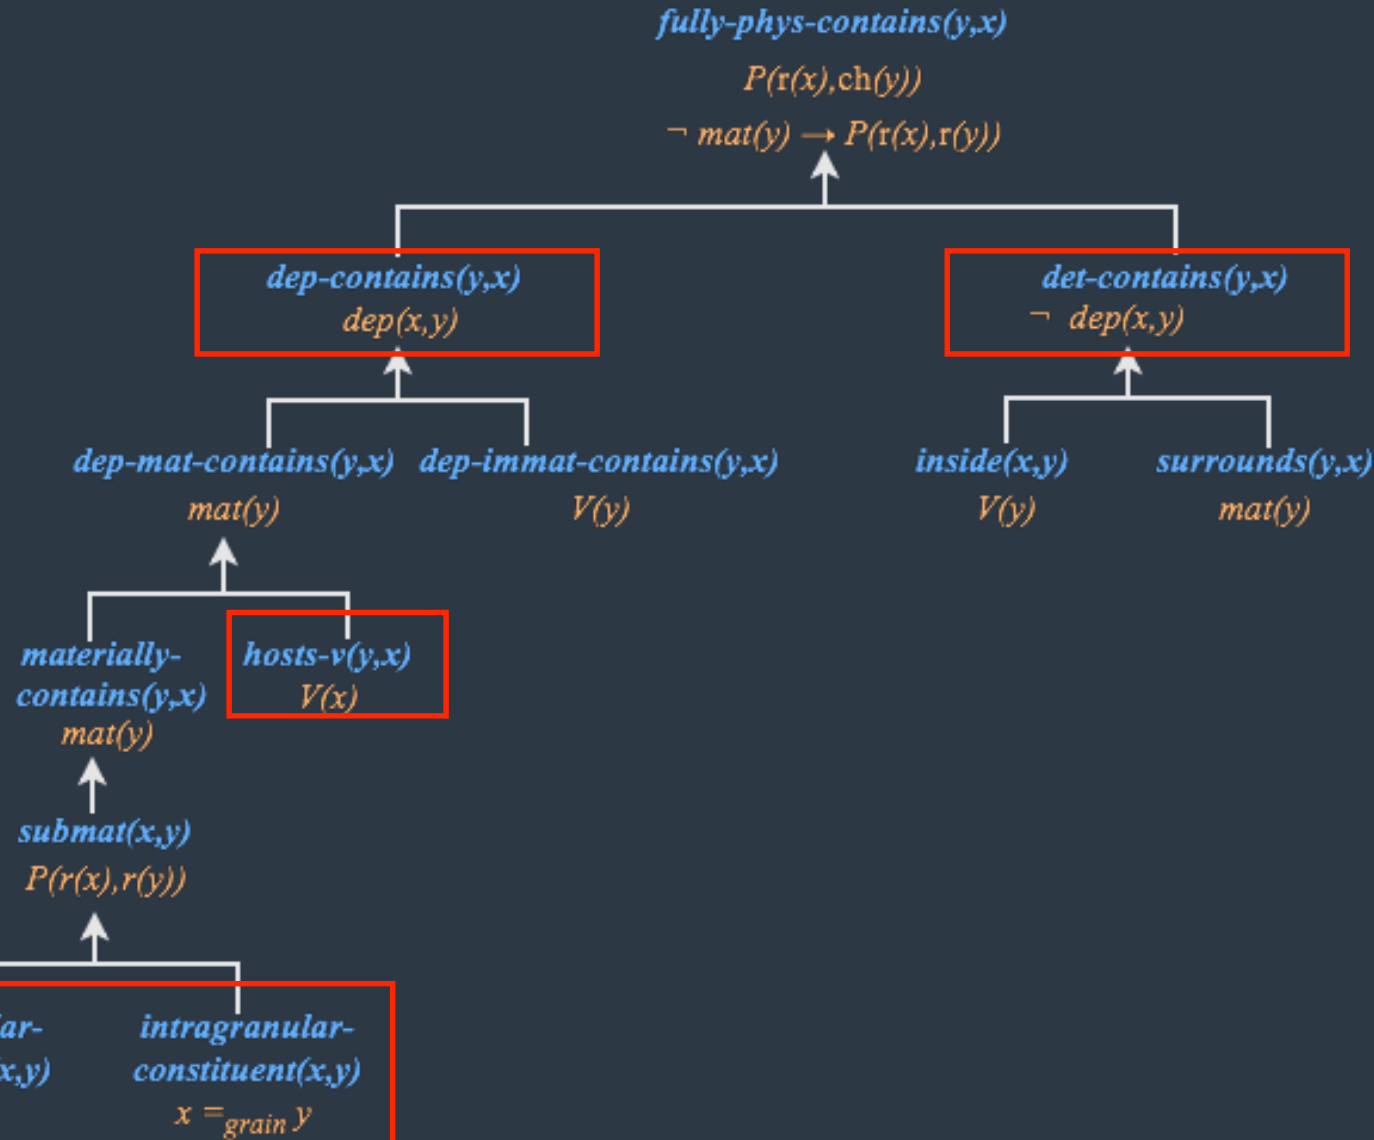 fully-phys-contains(y,x)
P(r(x),ch(y))
¬ mat(y) → P(r(x),r(y))
dep-contains(y,x)
dep(x,y)
det-contains(y,x)
¬ dep(x,y)
dep-mat-contains(y,x)
mat(y)
dep-immat-contains(y,x)
V(y)
inside(x,y)
V(y)
surrounds(y,x)
mat(y)
materially-
contains(y,x)
mat(y)
hosts-v(y,x)
V(x)
submat(x,y)
P(r(x),r(y))
ar-
x,y)
intragranular-
constituent(x,y)
x =grain y